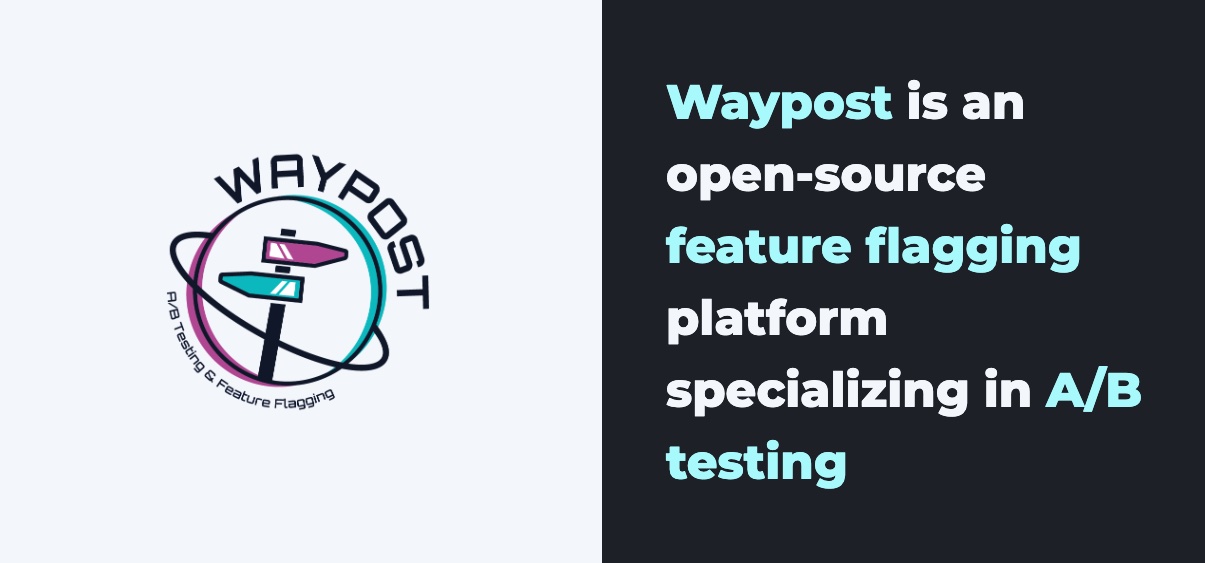 WAYPOST
A/B Testing & Feature Flagging
Waypost is an
open-source
feature flagging
platform
specializing in A/B
testing